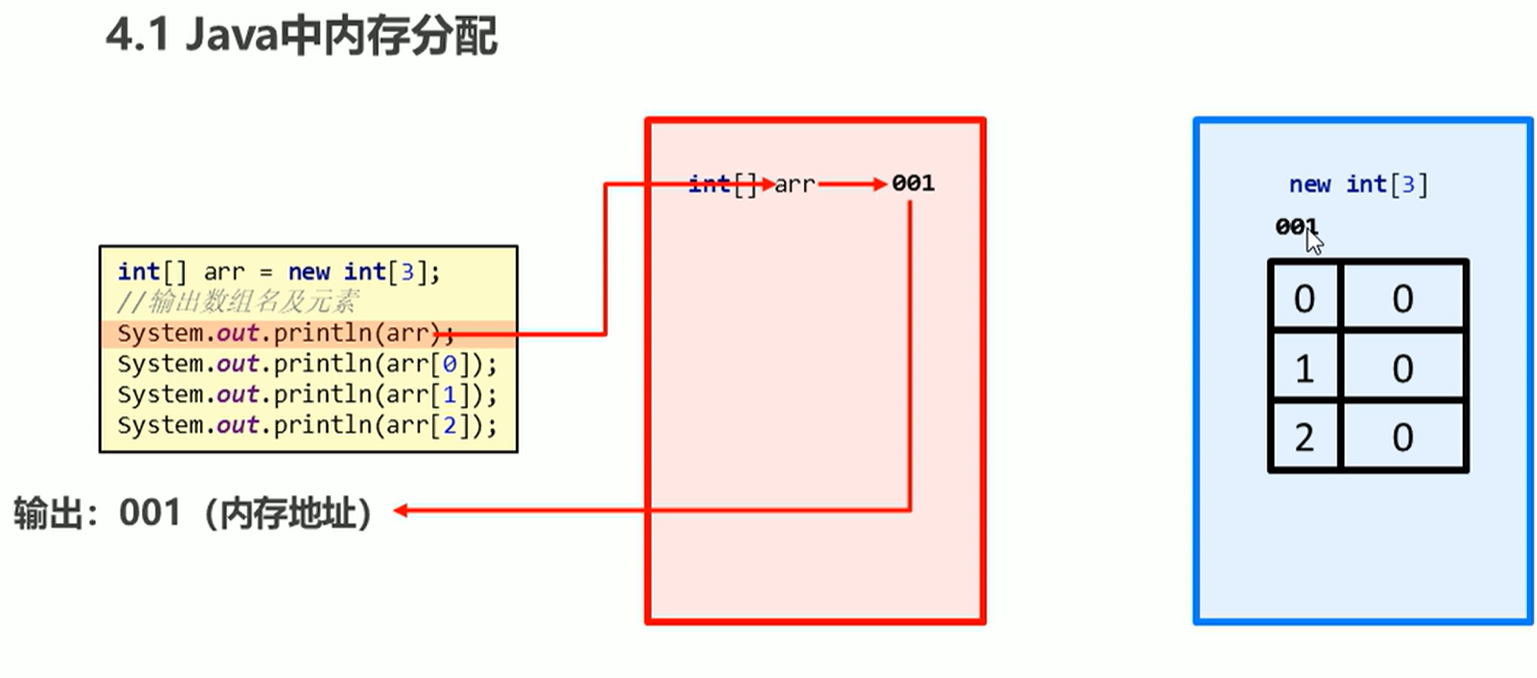 4.1 Java中内存分配
int[] arr = new int[3];
//输出数组名及元素
System.out.println(arr);
System.out.println(arr[0]);
System.out.println(arr[1]);
System.out.println(arr[2]);
输出：001（内存地址）
int[] arr 001
new int[3]
001
0 0
1 0
2 0